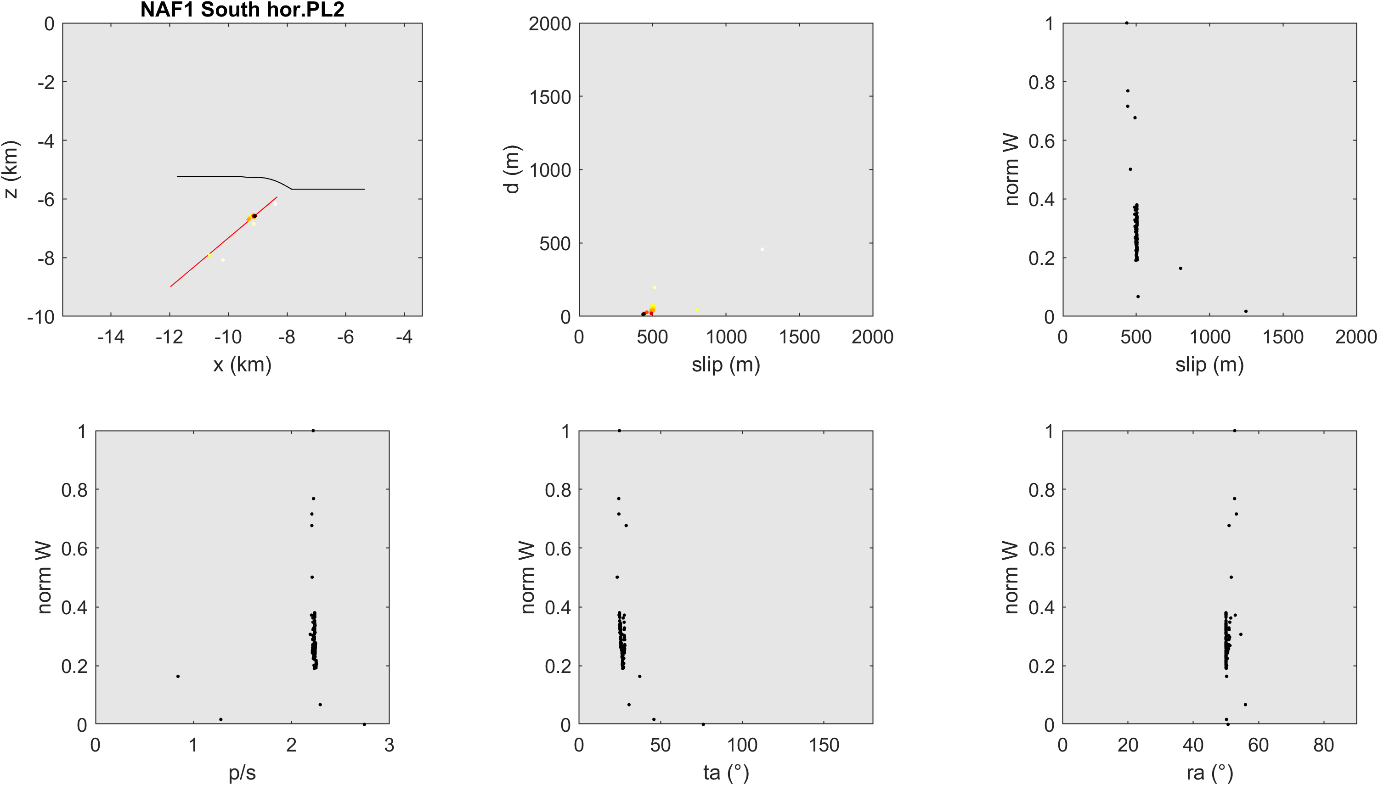 NAF1 South hor.PL2
0
-2
-4
-6
-8
-10
z (km)
-14 -12 -10 -8 -6 -4
x (km)
2000
1500
1000
500
0
d (m)
0 500 1000 1500 2000
slip (m)
1
0.8
0.6
0.4
0.2
0
norm W
0 500 1000 1500 2000
slip (m)
1
0.8
0.6
0.4
0.2
0
norm W
0 1 2 3
p/s
1
0.8
0.6
0.4
0.2
0
norm W
0 50 100 150
ta (°)
1
0.8
0.6
0.4
0.2
0
norm W
0 20 40 60 80
ra (°)